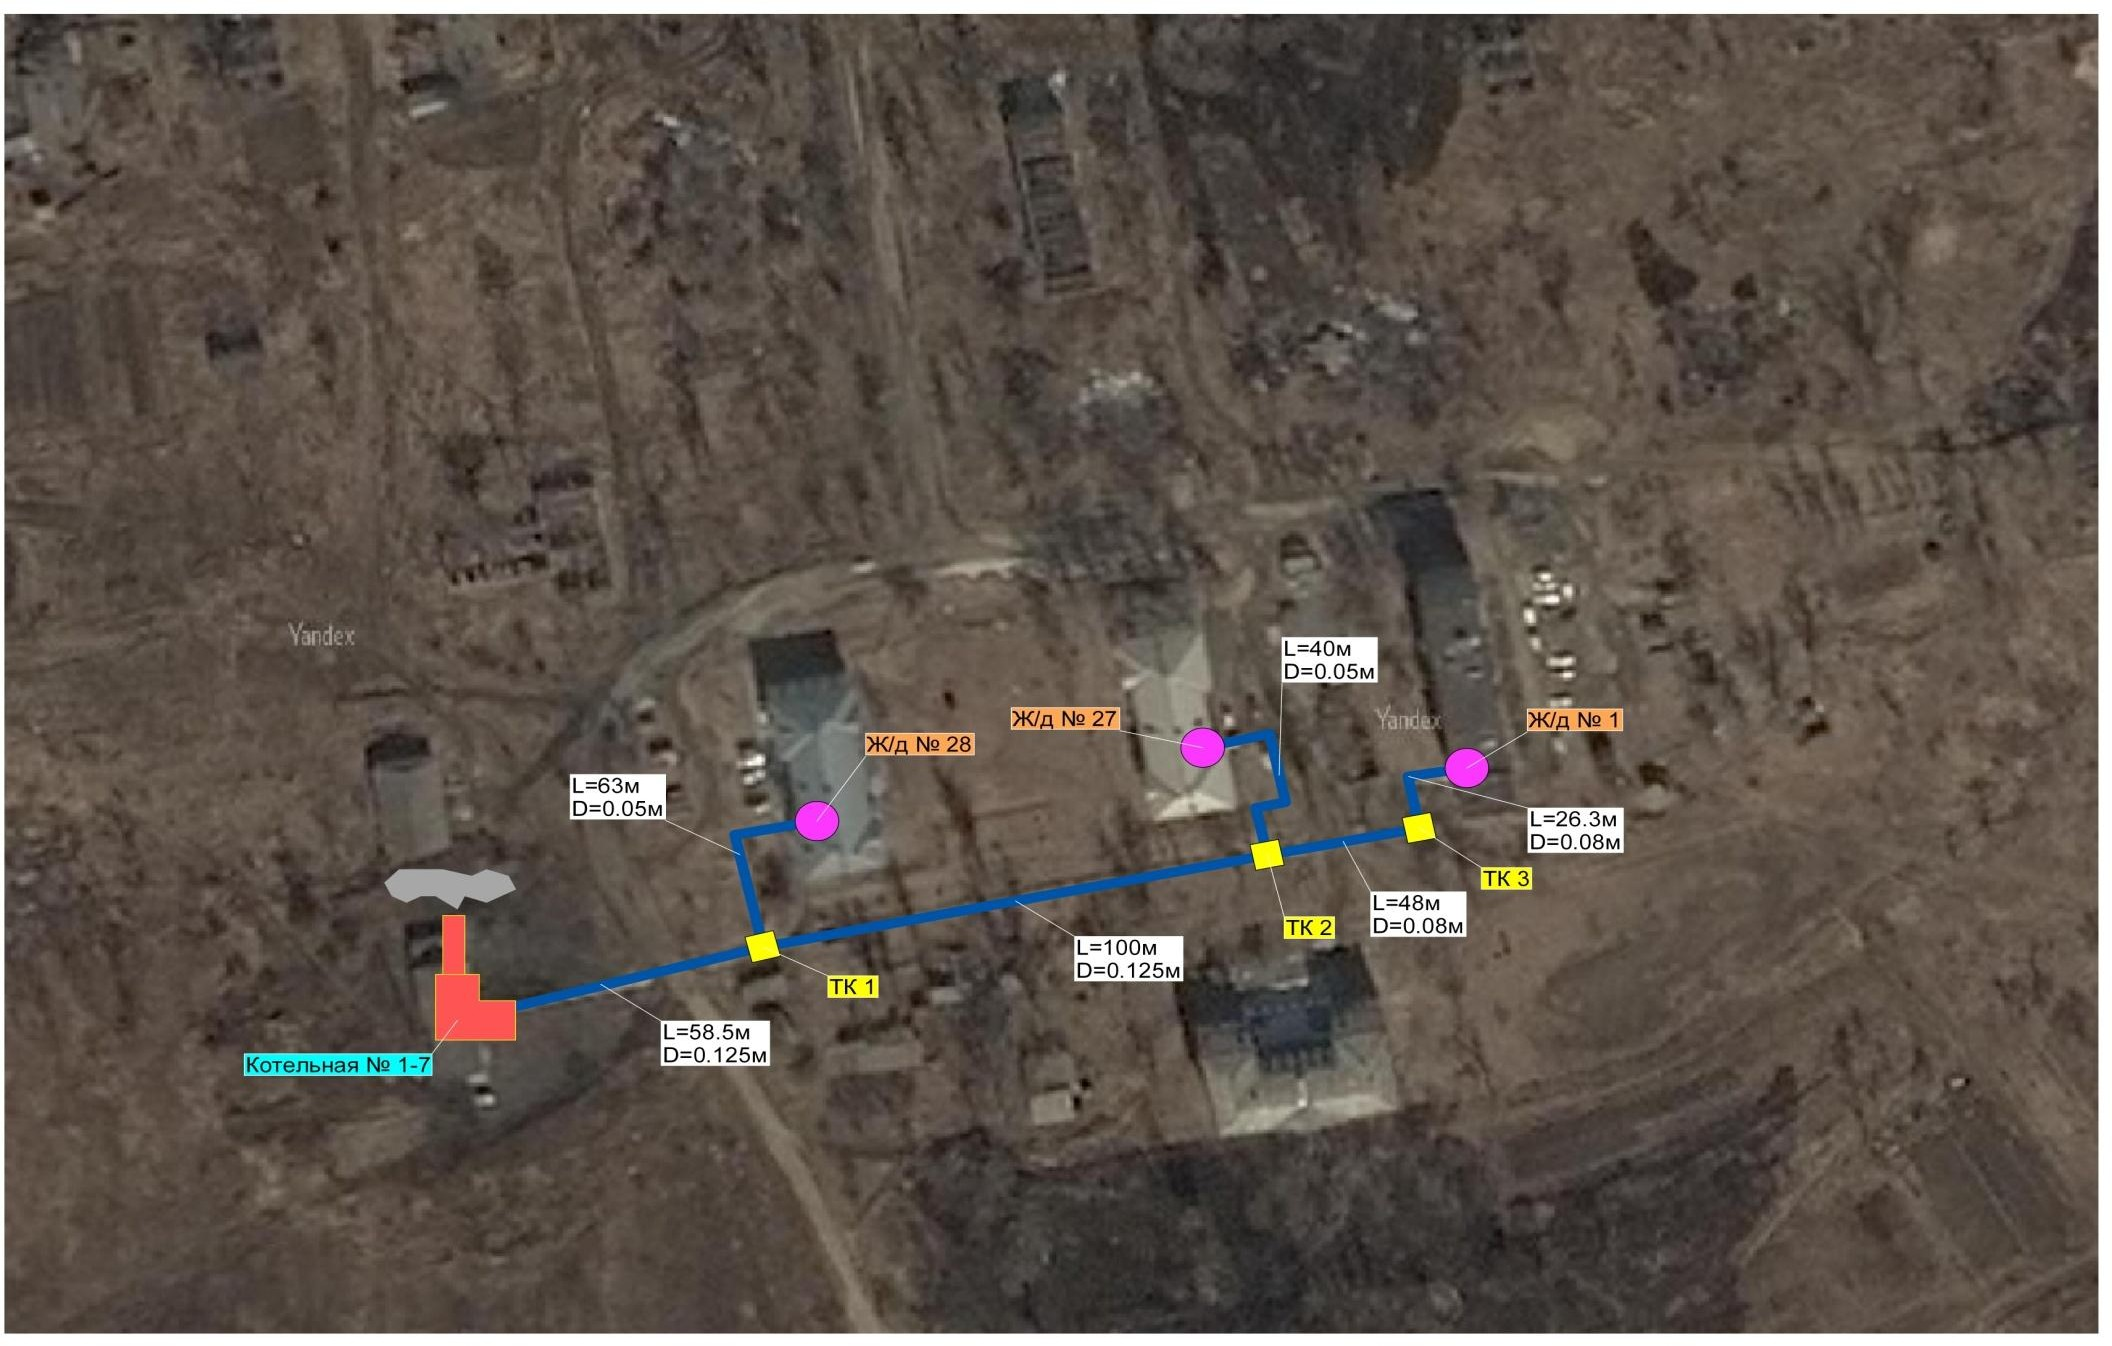 Yandex
L=40м
D=0.05м
Ж/д № 27
Yandex
Ж/д № 1
Ж/д № 28
L=63м
D=0.05м
L=26.3м
D=0.08м
ТК 3
L=48м
D=0.08м
ТК 2
L=100м
D=0.125м
ТК 1
L=58.5м
D=0.125м
Котельная № 1-7